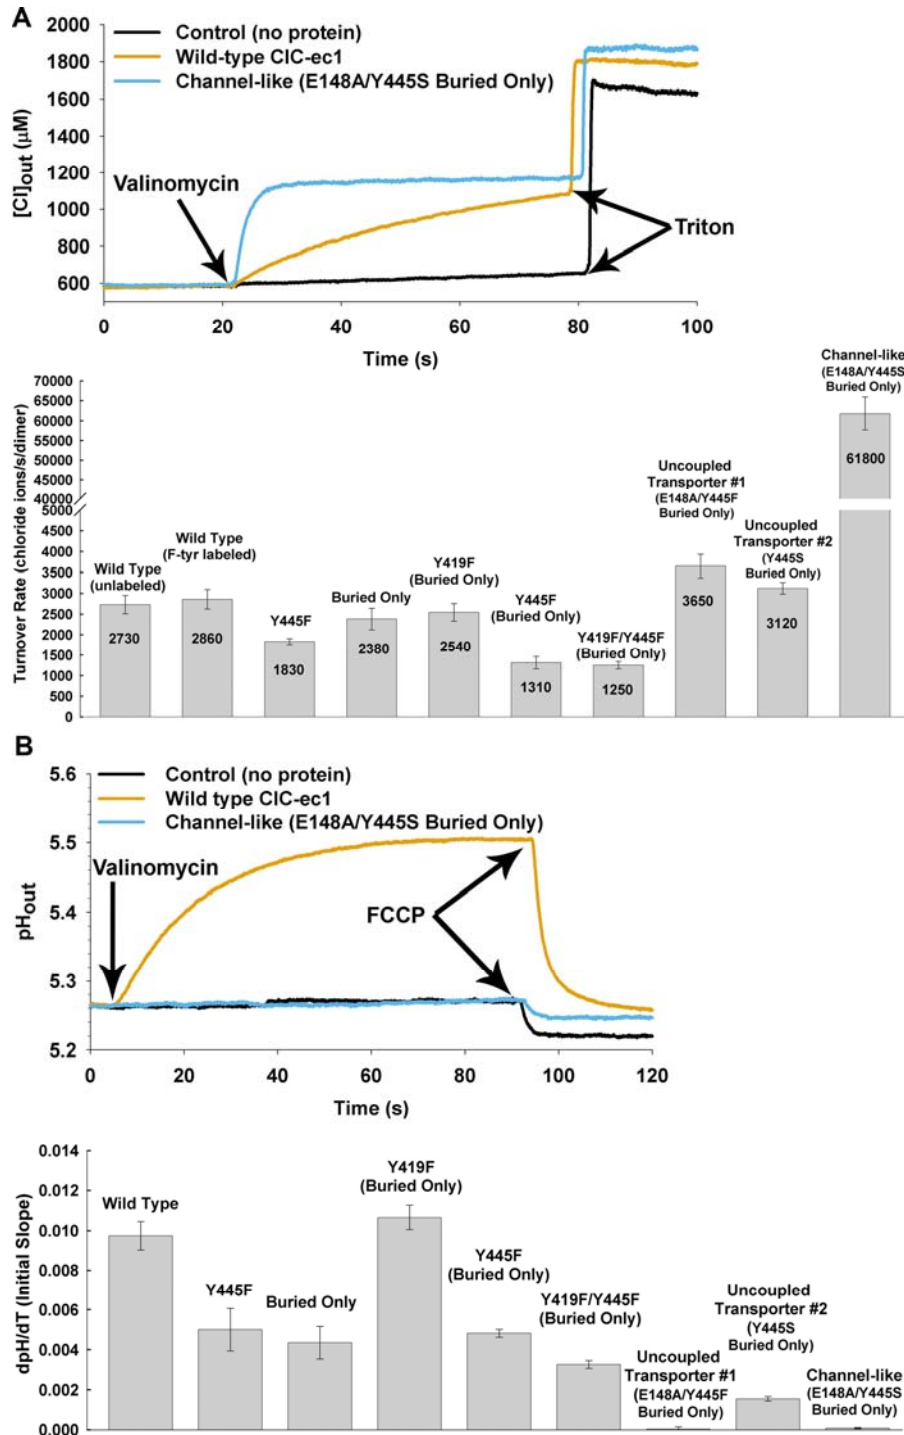 A
Control (no protein)
Wild-type ClC-ec1
Channel-like (E148A/Y445S Buried Only)
2000
1800
1600
1400
1200
1000
800
600
[Cl]out (µM)
Valinomycin
Triton
0 20 40 60 80 100
Time (s)
70000
65000
60000
55000
50000
45000
40000
5000
4500
4000
3500
3000
2500
2000
1500
1000
500
0
Turnover Rate (chloride ions/s/dimer)
Wild Type
(unlabeled)
2730
Wild Type
(F-tyr labeled)
2860
Y445F
1830
Buried Only
2380
Y419F
(Buried Only)
2540
Y445F
(Buried Only)
1310
Y419F/Y445F
(Buried Only)
1250
Uncoupled
Transporter #1
(E148A/Y445F
Buried Only)
3650
Uncoupled
Transporter #2
(Y445S
Buried Only)
3120
Channel-like
(E148A/Y445S
Buried Only)
61800
B
Control (no protein)
Wild type ClC-ec1
Channel-like (E148A/Y445S Buried Only)
5.6
5.5
5.4
5.3
5.2
pHout
Valinomycin
FCCP
0 20 40 60 80 100 120
Time (s)
0.014
0.012
0.010
0.008
0.006
0.004
0.002
0.000
dpH/dT (Initial Slope)
Wild Type
Y445F
Buried Only
Y419F
(Buried Only)
Y445F
(Buried Only)
Y419F/Y445F
(Buried Only)
Uncoupled
Transporter #1
(E148A/Y445F
Buried Only)
Uncoupled
Transporter #2
(Y445S
Buried Only)
Channel-like
(E148A/Y445S
Buried Only)